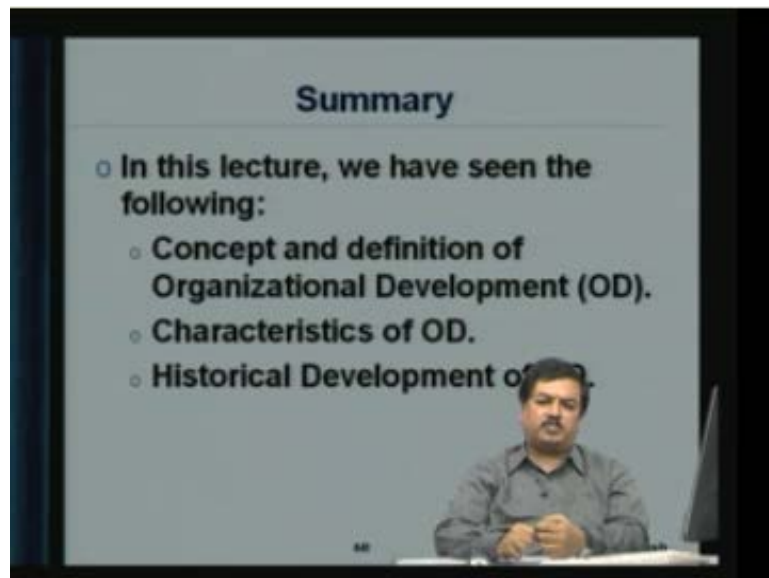 Summary
o In this lecture, we have seen the
following:
o Concept and definition of
Organizational Development (OD).
o Characteristics of OD.
o Historical Development